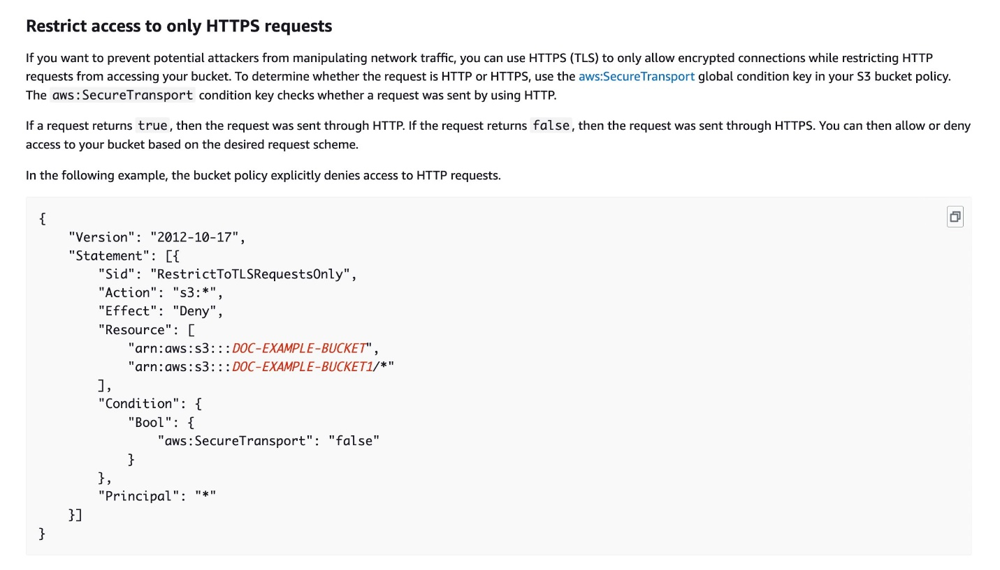 Restrict access to only HTTPS requests
If you want to prevent potential attackers from manipulating network traffic, you can use HTTPS (TLS) to only allow encrypted connections while restricting HTTP
requests from accessing your bucket. To determine whether the request is HTTP or HTTPS, use the aws:SecureTransport global condition key in your S3 bucket policy.
The aws:SecureTransport condition key checks whether a request was sent by using HTTP.
If a request returns true, then the request was sent through HTTP. If the request returns false, then the request was sent through HTTPS. You can then allow or deny
access to your bucket based on the desired request scheme.
In the following example, the bucket policy explicitly denies access to HTTP requests.
{
    "Version": "2012-10-17",
    "Statement": [{
        "Sid": "RestrictToTLSRequestsOnly",
        "Action": "s3:*",
        "Effect": "Deny",
        "Resource": [
            "arn:aws:s3:::DOC-EXAMPLE-BUCKET",
            "arn:aws:s3:::DOC-EXAMPLE-BUCKET1/*"
        ],
        "Condition": {
            "Bool": {
                "aws:SecureTransport": "false"
            }
        },
        "Principal": "*"
    }]
}